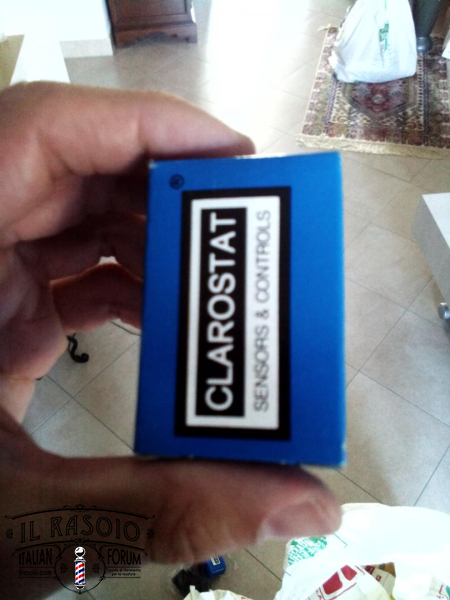 ®
CLAROSTAT
SENSORS & CONTROLS
IL RASOIO
ITALIAN FORUM